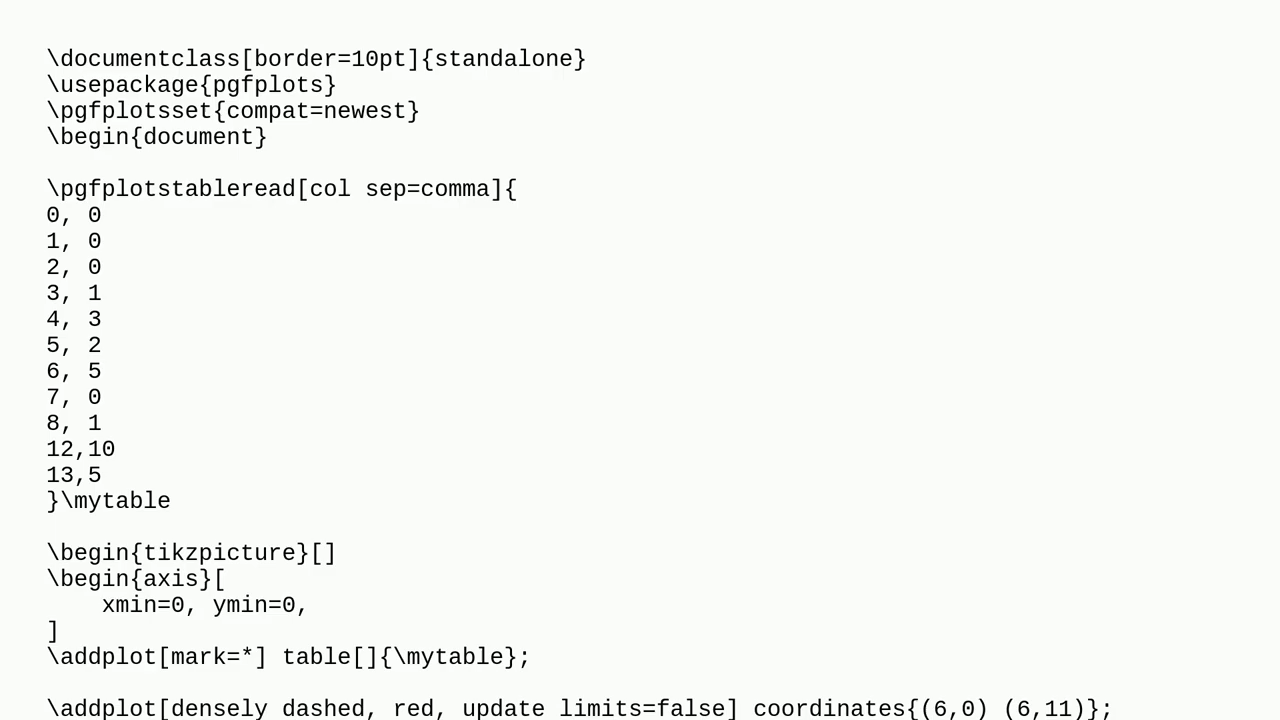 \documentclass[border=10pt]{standalone}
\usepackage{pgfplots}
\pgfplotsset{compat=newest}
\begin{document}

\pgfplotstableread[col sep=comma]{
0, 0
1, 0
2, 0
3, 1
4, 3
5, 2
6, 5
7, 0
8, 1
12,10
13,5
}\mytable

\begin{tikzpicture}[]
\begin{axis}[
    xmin=0, ymin=0,
]
\addplot[mark=*] table[]{\mytable};

\addplot[densely dashed, red, update limits=false] coordinates{(6,0) (6,11)};